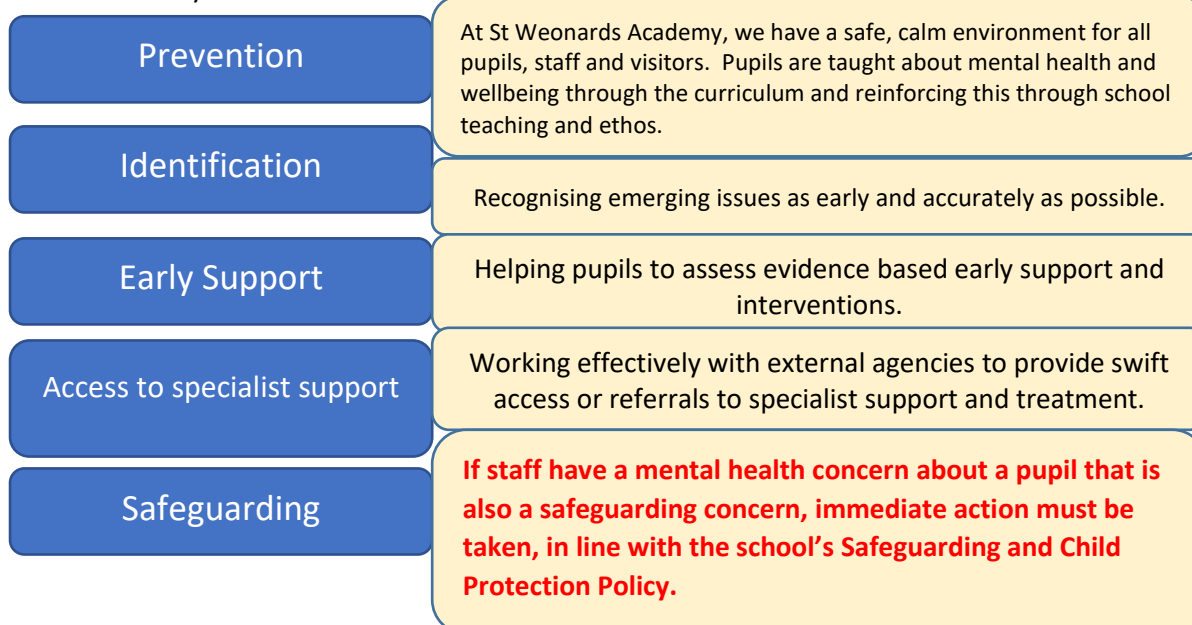 Prevention
At St Weonards Academy, we have a safe, calm environment for all
pupils, staff and visitors. Pupils are taught about mental health and
wellbeing through the curriculum and reinforcing this through school
teaching and ethos.
Identification
Recognising emerging issues as early and accurately as possible.
Early Support
Helping pupils to assess evidence based early support and
interventions.
Access to specialist support
Working effectively with external agencies to provide swift
access or referrals to specialist support and treatment.
Safeguarding
If staff have a mental health concern about a pupil that is
also a safeguarding concern, immediate action must be
taken, in line with the school’s Safeguarding and Child
Protection Policy.